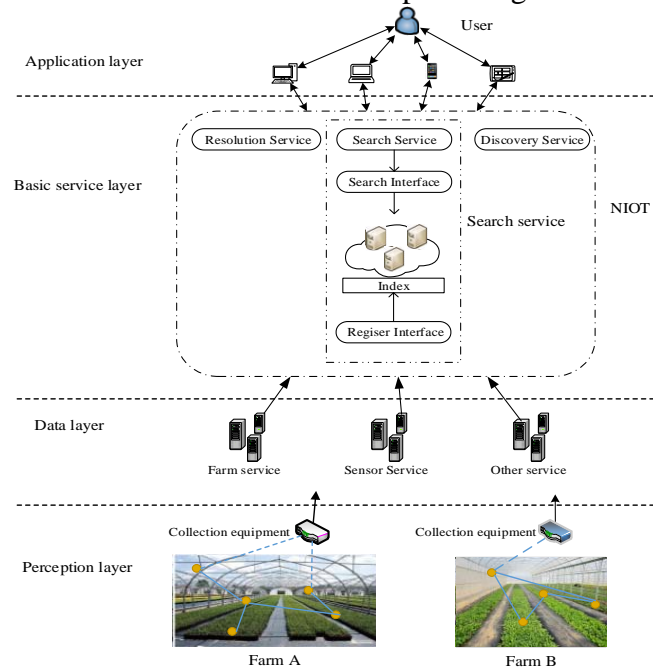 User
Application layer
Resolution Service
Search Service
Discovery Service
Basic service layer
Search Interface
NIOT
Search service
Index
Regiser Interface
Data layer
Farm service
Sensor Service
Other service
Collection equipment
Collection equipment
Perception layer
Farm A
Farm B